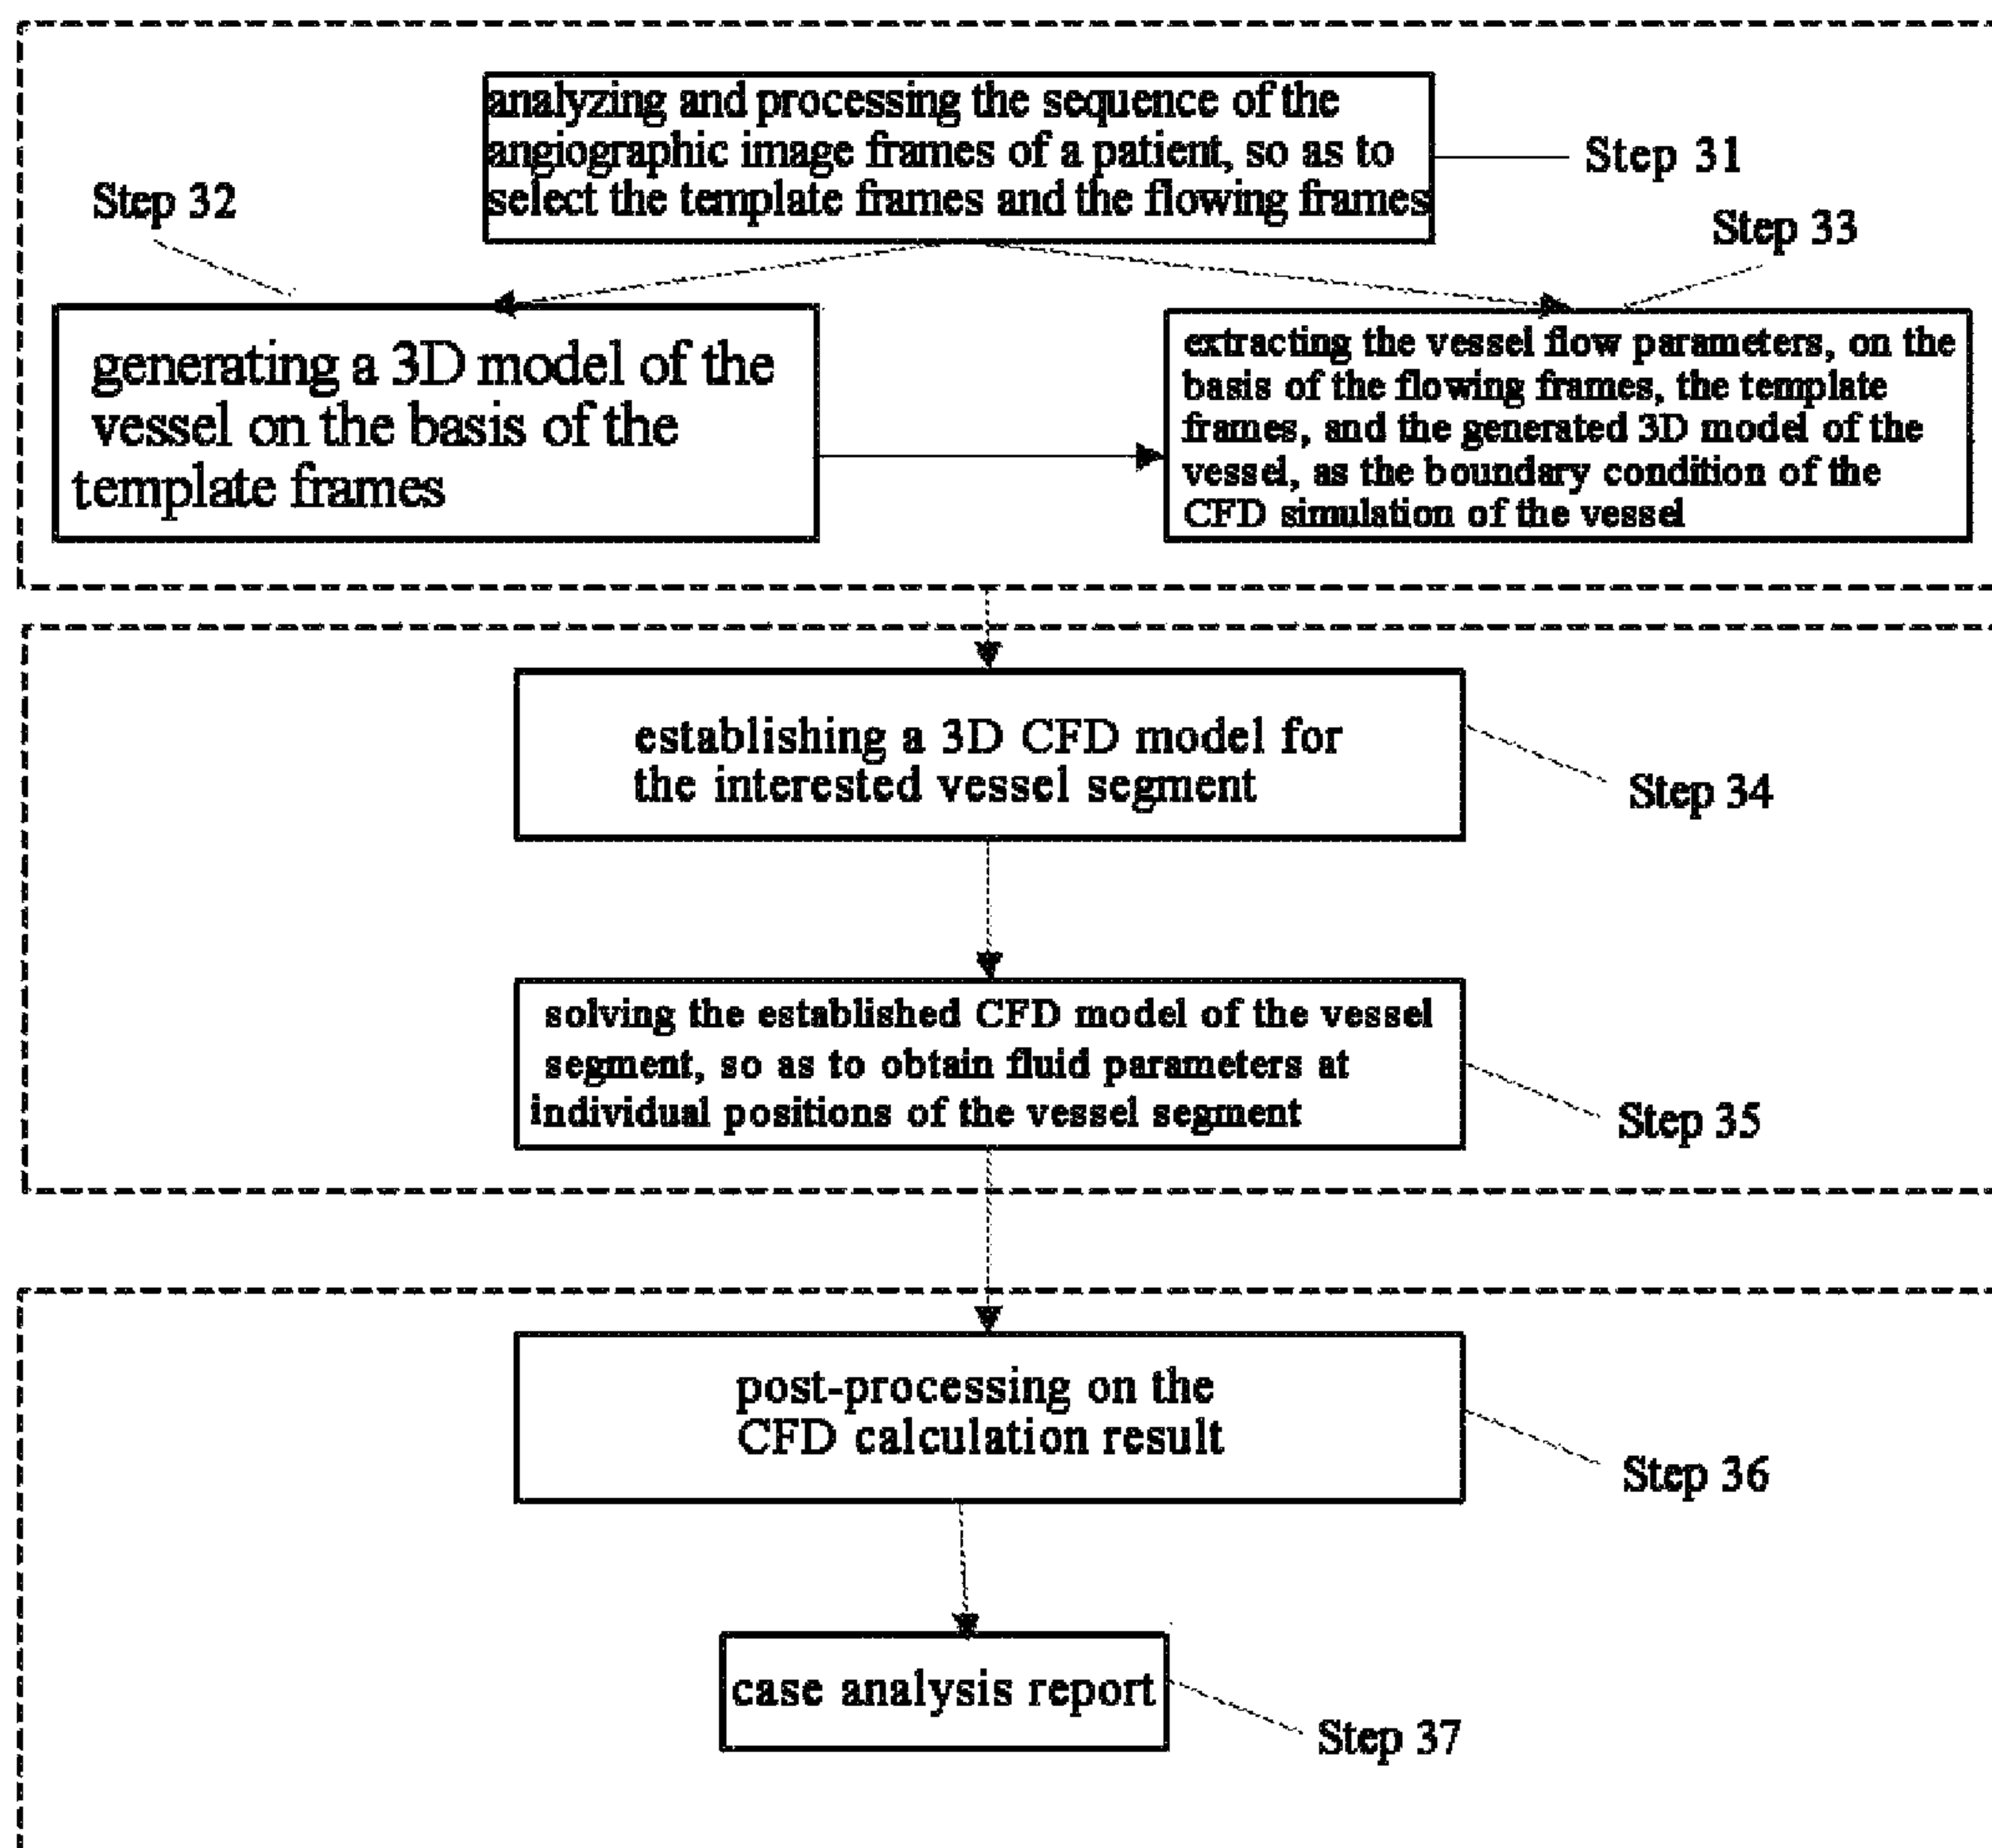 analyzing and processing the sequence of the
angiographic image frames of a patient, so as to
select the template frames and the flowing frames
Step 31
Step 32
Step 33
generating a 3D model of the
vessel on the basis of the
template frames
extracting the vessel flow parameters, on the
basis of the flowing frames, the template
frames, and the generated 3D model of the
vessel, as the boundary condition of the
CFD simulation of the vessel
establishing a 3D CFD model for
the interested vessel segment
Step 34
solving the established CFD model of the vessel
segment, so as to obtain fluid parameters at
individual positions of the vessel segment
Step 35
post-processing on the
CFD calculation result
Step 36
case analysis report
Step 37